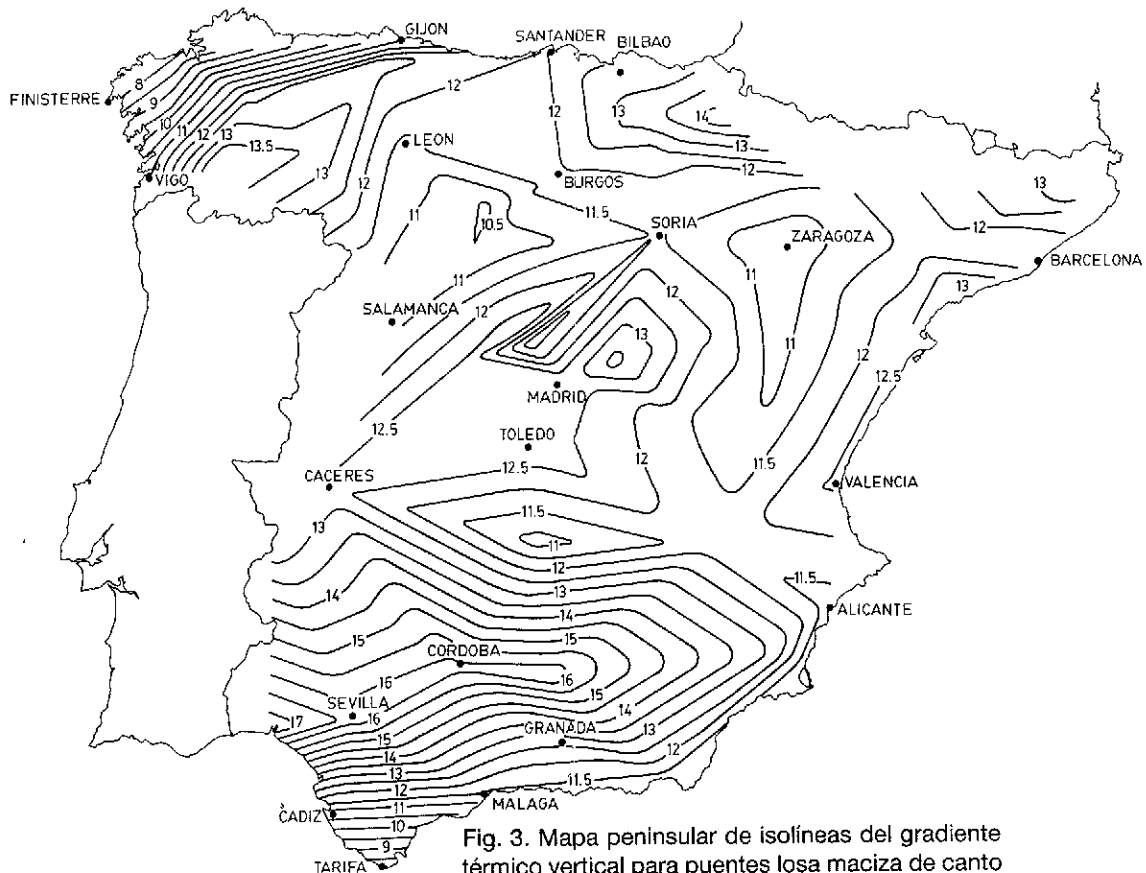 GIJON
SANTANDER
BILBAO
8
FINISTERRE
9
12
12
13
14
10
11
12
13
LEON
13.5
VIGO
13
12
BURGOS
12
13
11.5
11
10.5
SORIA
ZARAGOZA
12
BARCELONA
11
11
12
13
SALAMANCA
12
13
11
12
12.5
MADRID
12.5
TOLEDO
12.5
12
11.5
CACERES
VALENCIA
11.5
13
11
12
13
11.5
14
14
ALICANTE
15
15
CORDOBA
16
16
15
SEVILLA
17
16
14
15
GRANADA
13
14
12
13
12
11.5
11
MALAGA
CADIZ
10
9
TARIFA
Fig. 3. Mapa peninsular de isolíneas del gradiente
térmico vertical para puentes losa maciza de canto